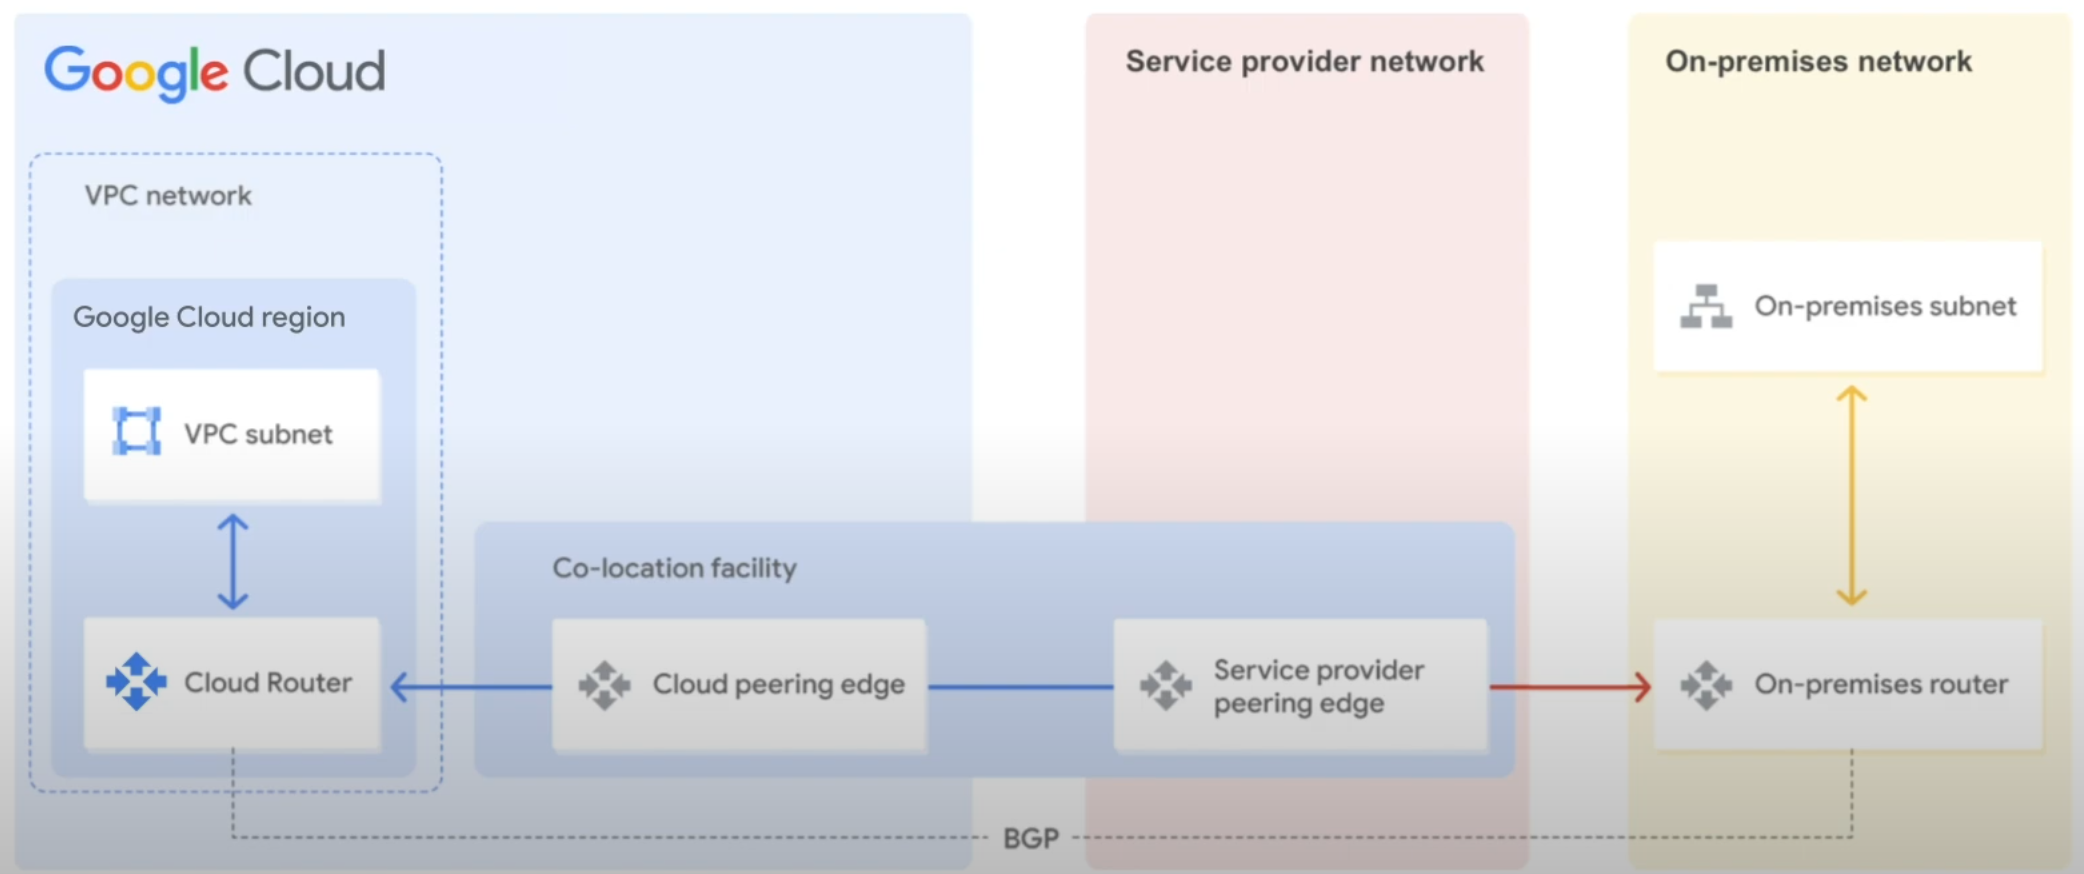 Google Cloud
Service provider network
On-premises network
VPC network
Google Cloud region
On-premises subnet
VPC subnet
Co-location facility
Cloud Router
Cloud peering edge
Service provider
peering edge
On-premises router
BGP